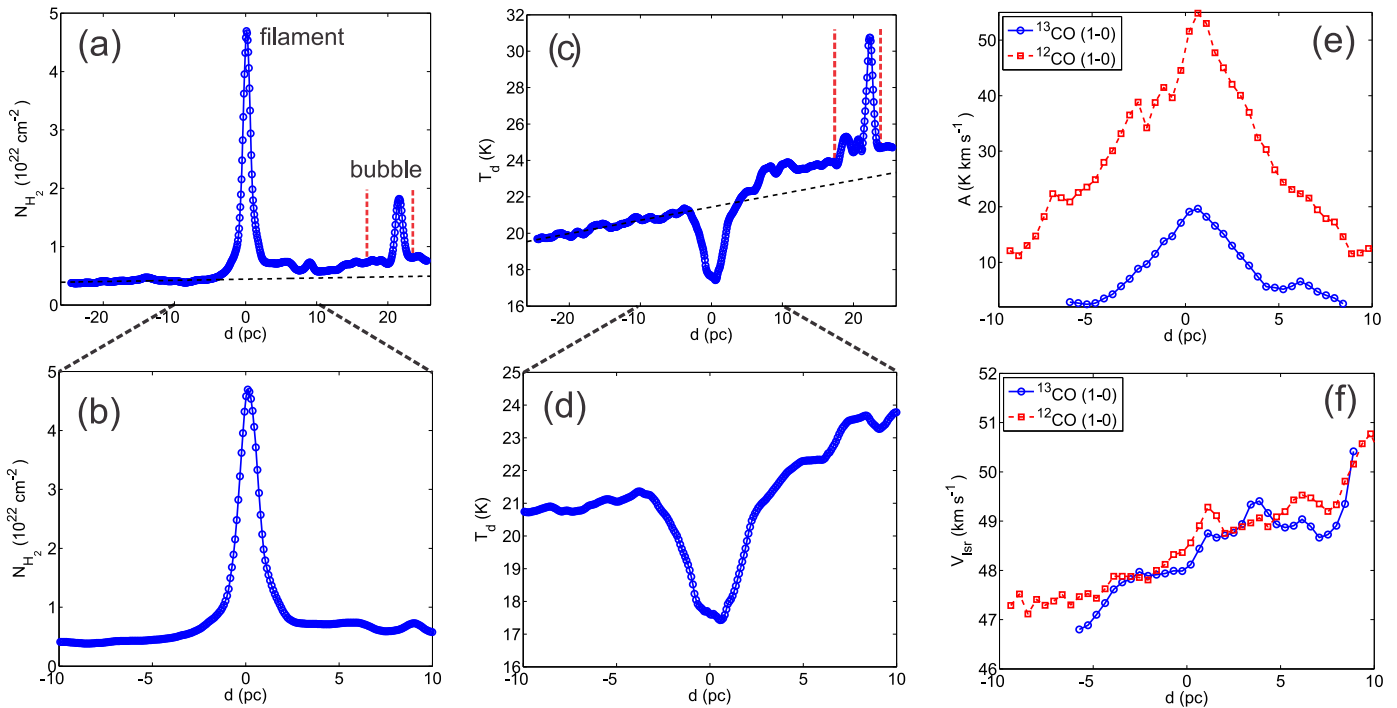 (a)
filament
bubble
N_H2 (10^22 cm^-2)
5
4
3
2
1
0
-20 -10 0 10 20
d (pc)
(b)
N_H2 (10^22 cm^-2)
5
4
3
2
1
0
-10 -5 0 5 10
d (pc)
(c)
T_d (K)
32
30
28
26
24
22
20
18
16
-20 -10 0 10 20
d (pc)
(d)
T_d (K)
25
24
23
22
21
20
19
18
17
16
-10 -5 0 5 10
d (pc)
(e)
13CO (1-0)
12CO (1-0)
A (K km s^-1)
50
40
30
20
10
-10 -5 0 5 10
d (pc)
(f)
13CO (1-0)
12CO (1-0)
V_lsr (km s^-1)
52
51
50
49
48
47
46
-10 -5 0 5 10
d (pc)